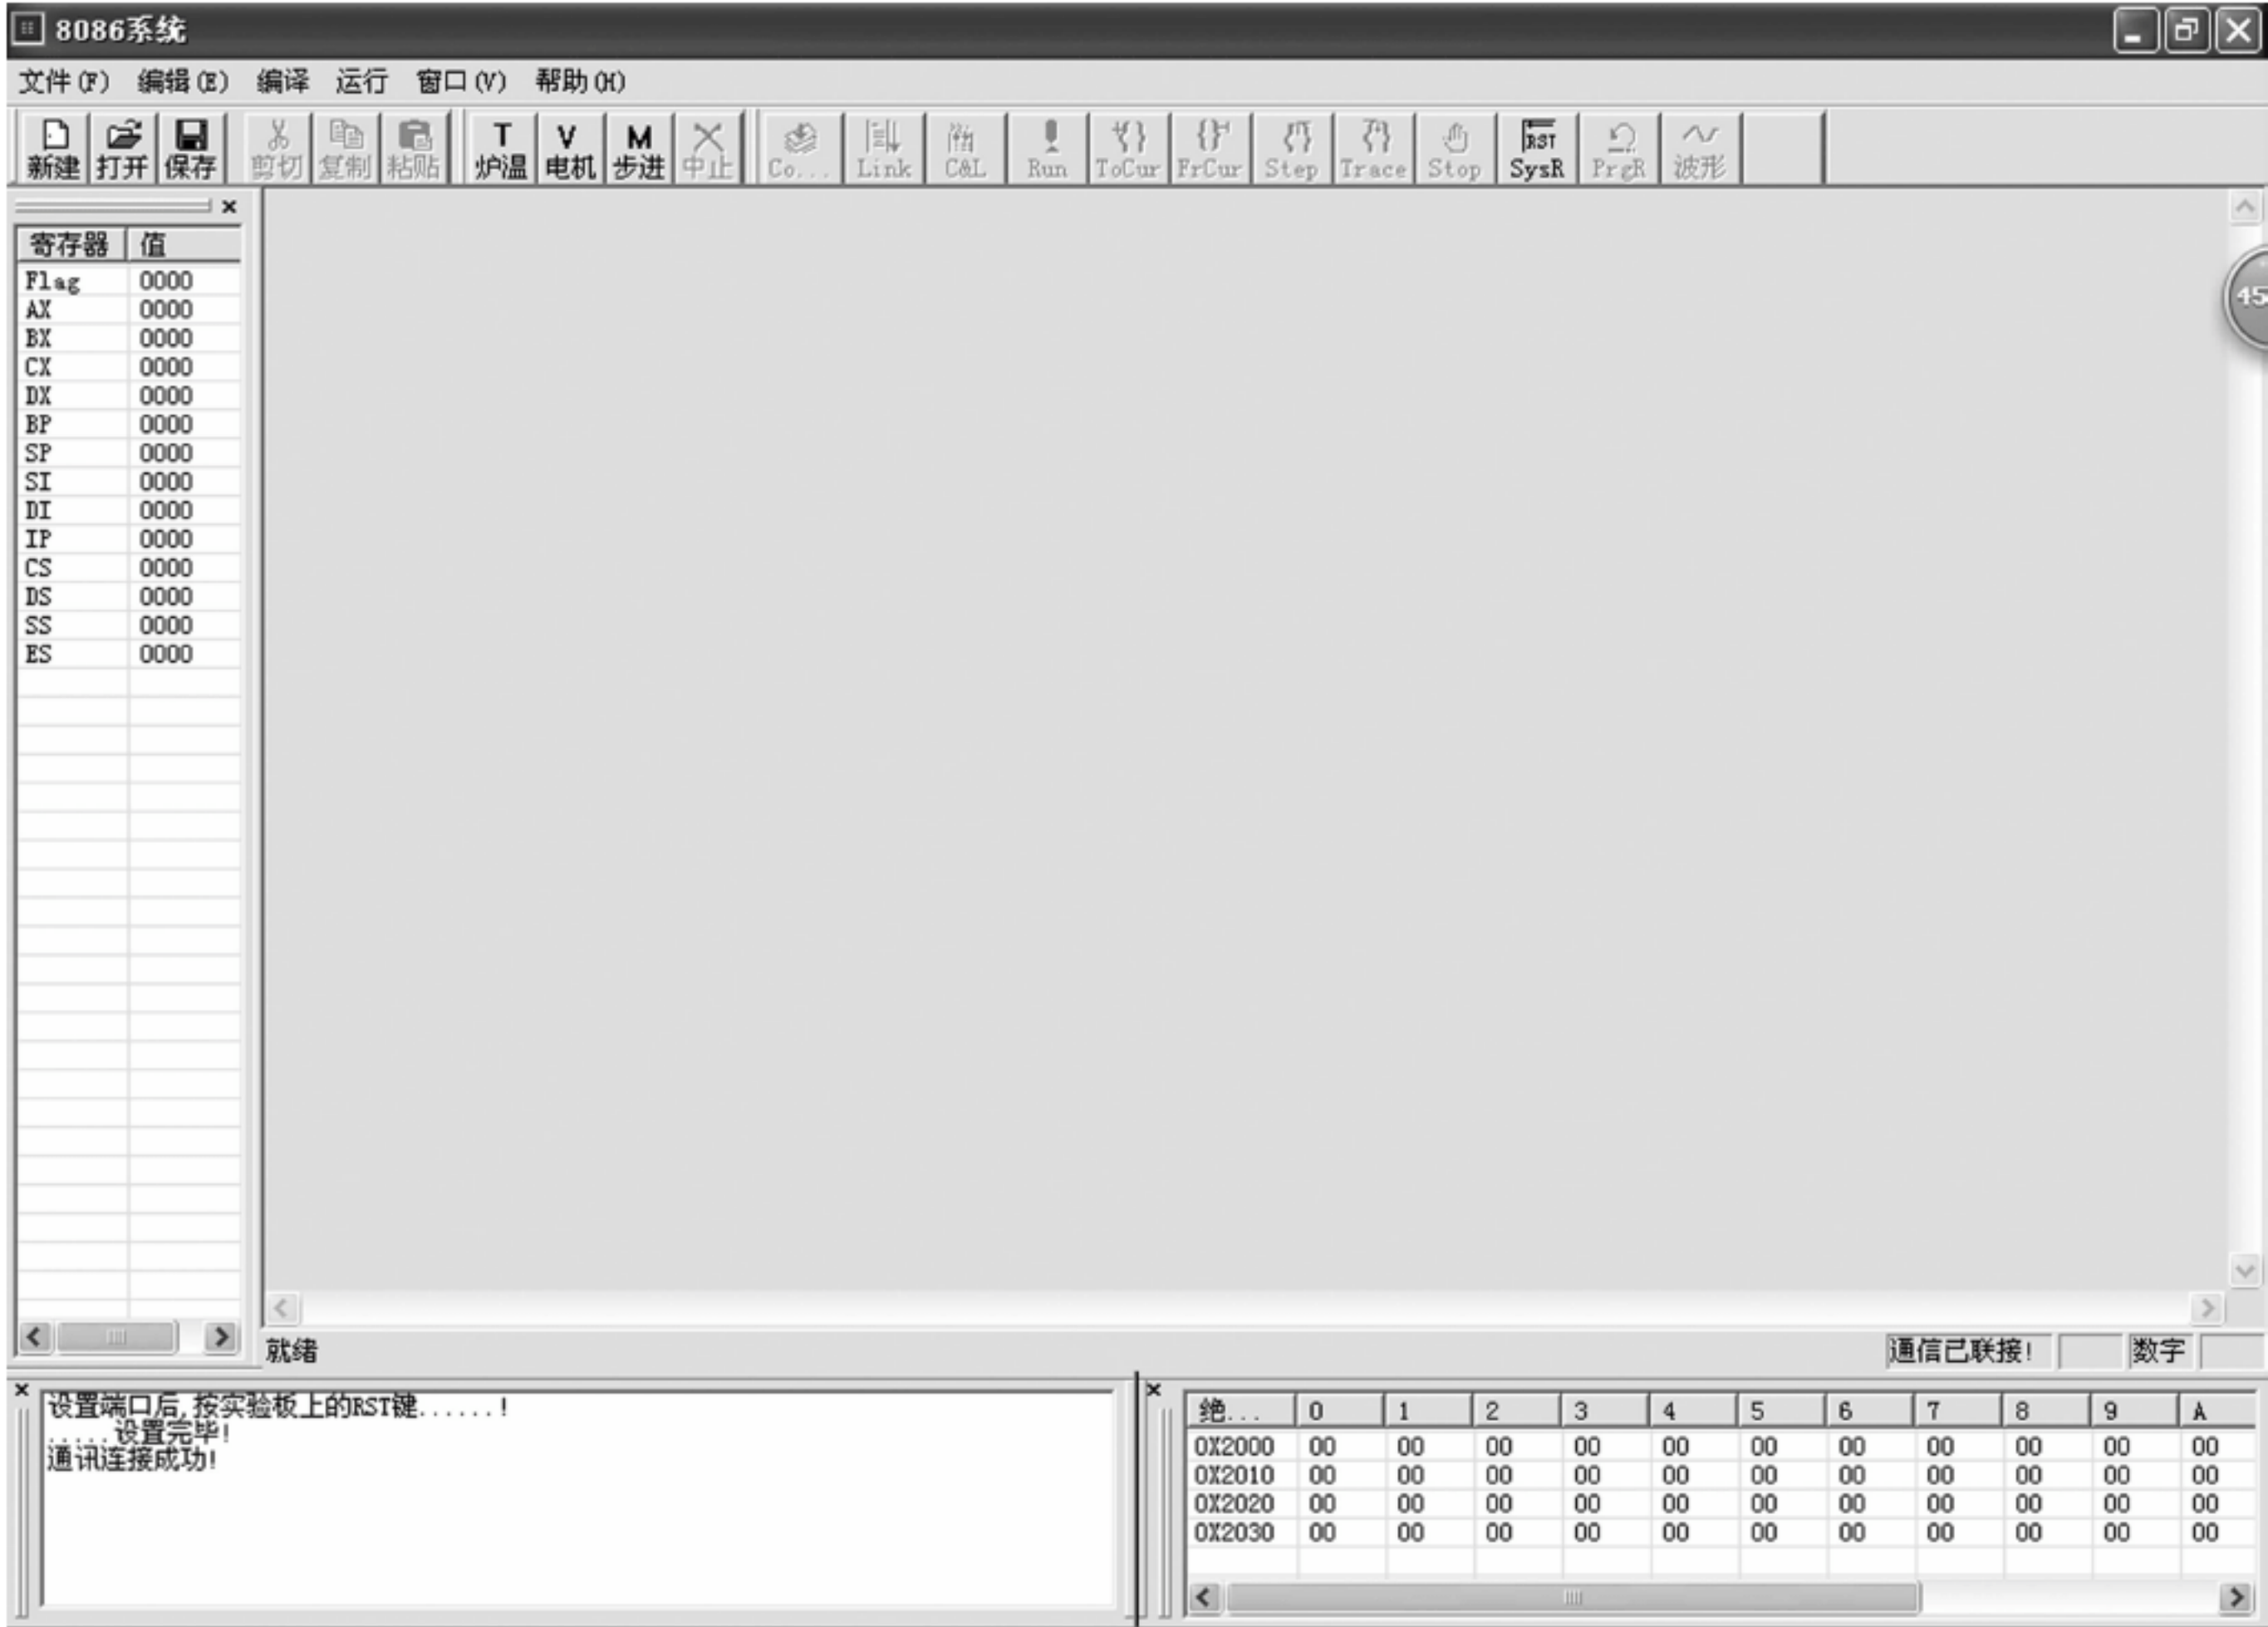 8086系统
文件(F) 编辑(E) 编译 运行 窗口(V) 帮助(H)
T V M RST
新建 打开 保存 剪切 复制 粘贴 炉温 电机 步进 中止 Co... Link C&L Run ToCur FrCur Step Trace Stop SysR PrgR 波形
寄存器 值
Flag 0000
AX 0000
BX 0000
CX 0000
DX 0000
BP 0000
SP 0000
SI 0000
DI 0000
IP 0000
CS 0000
DS 0000
SS 0000
ES 0000
45
就绪 通信已联接! 数字
设置端口后,按实验板上的RST键......!
.....设置完毕!
通讯连接成功!
绝... 0 1 2 3 4 5 6 7 8 9 A
0X2000 00 00 00 00 00 00 00 00 00 00 00
0X2010 00 00 00 00 00 00 00 00 00 00 00
0X2020 00 00 00 00 00 00 00 00 00 00 00
0X2030 00 00 00 00 00 00 00 00 00 00 00